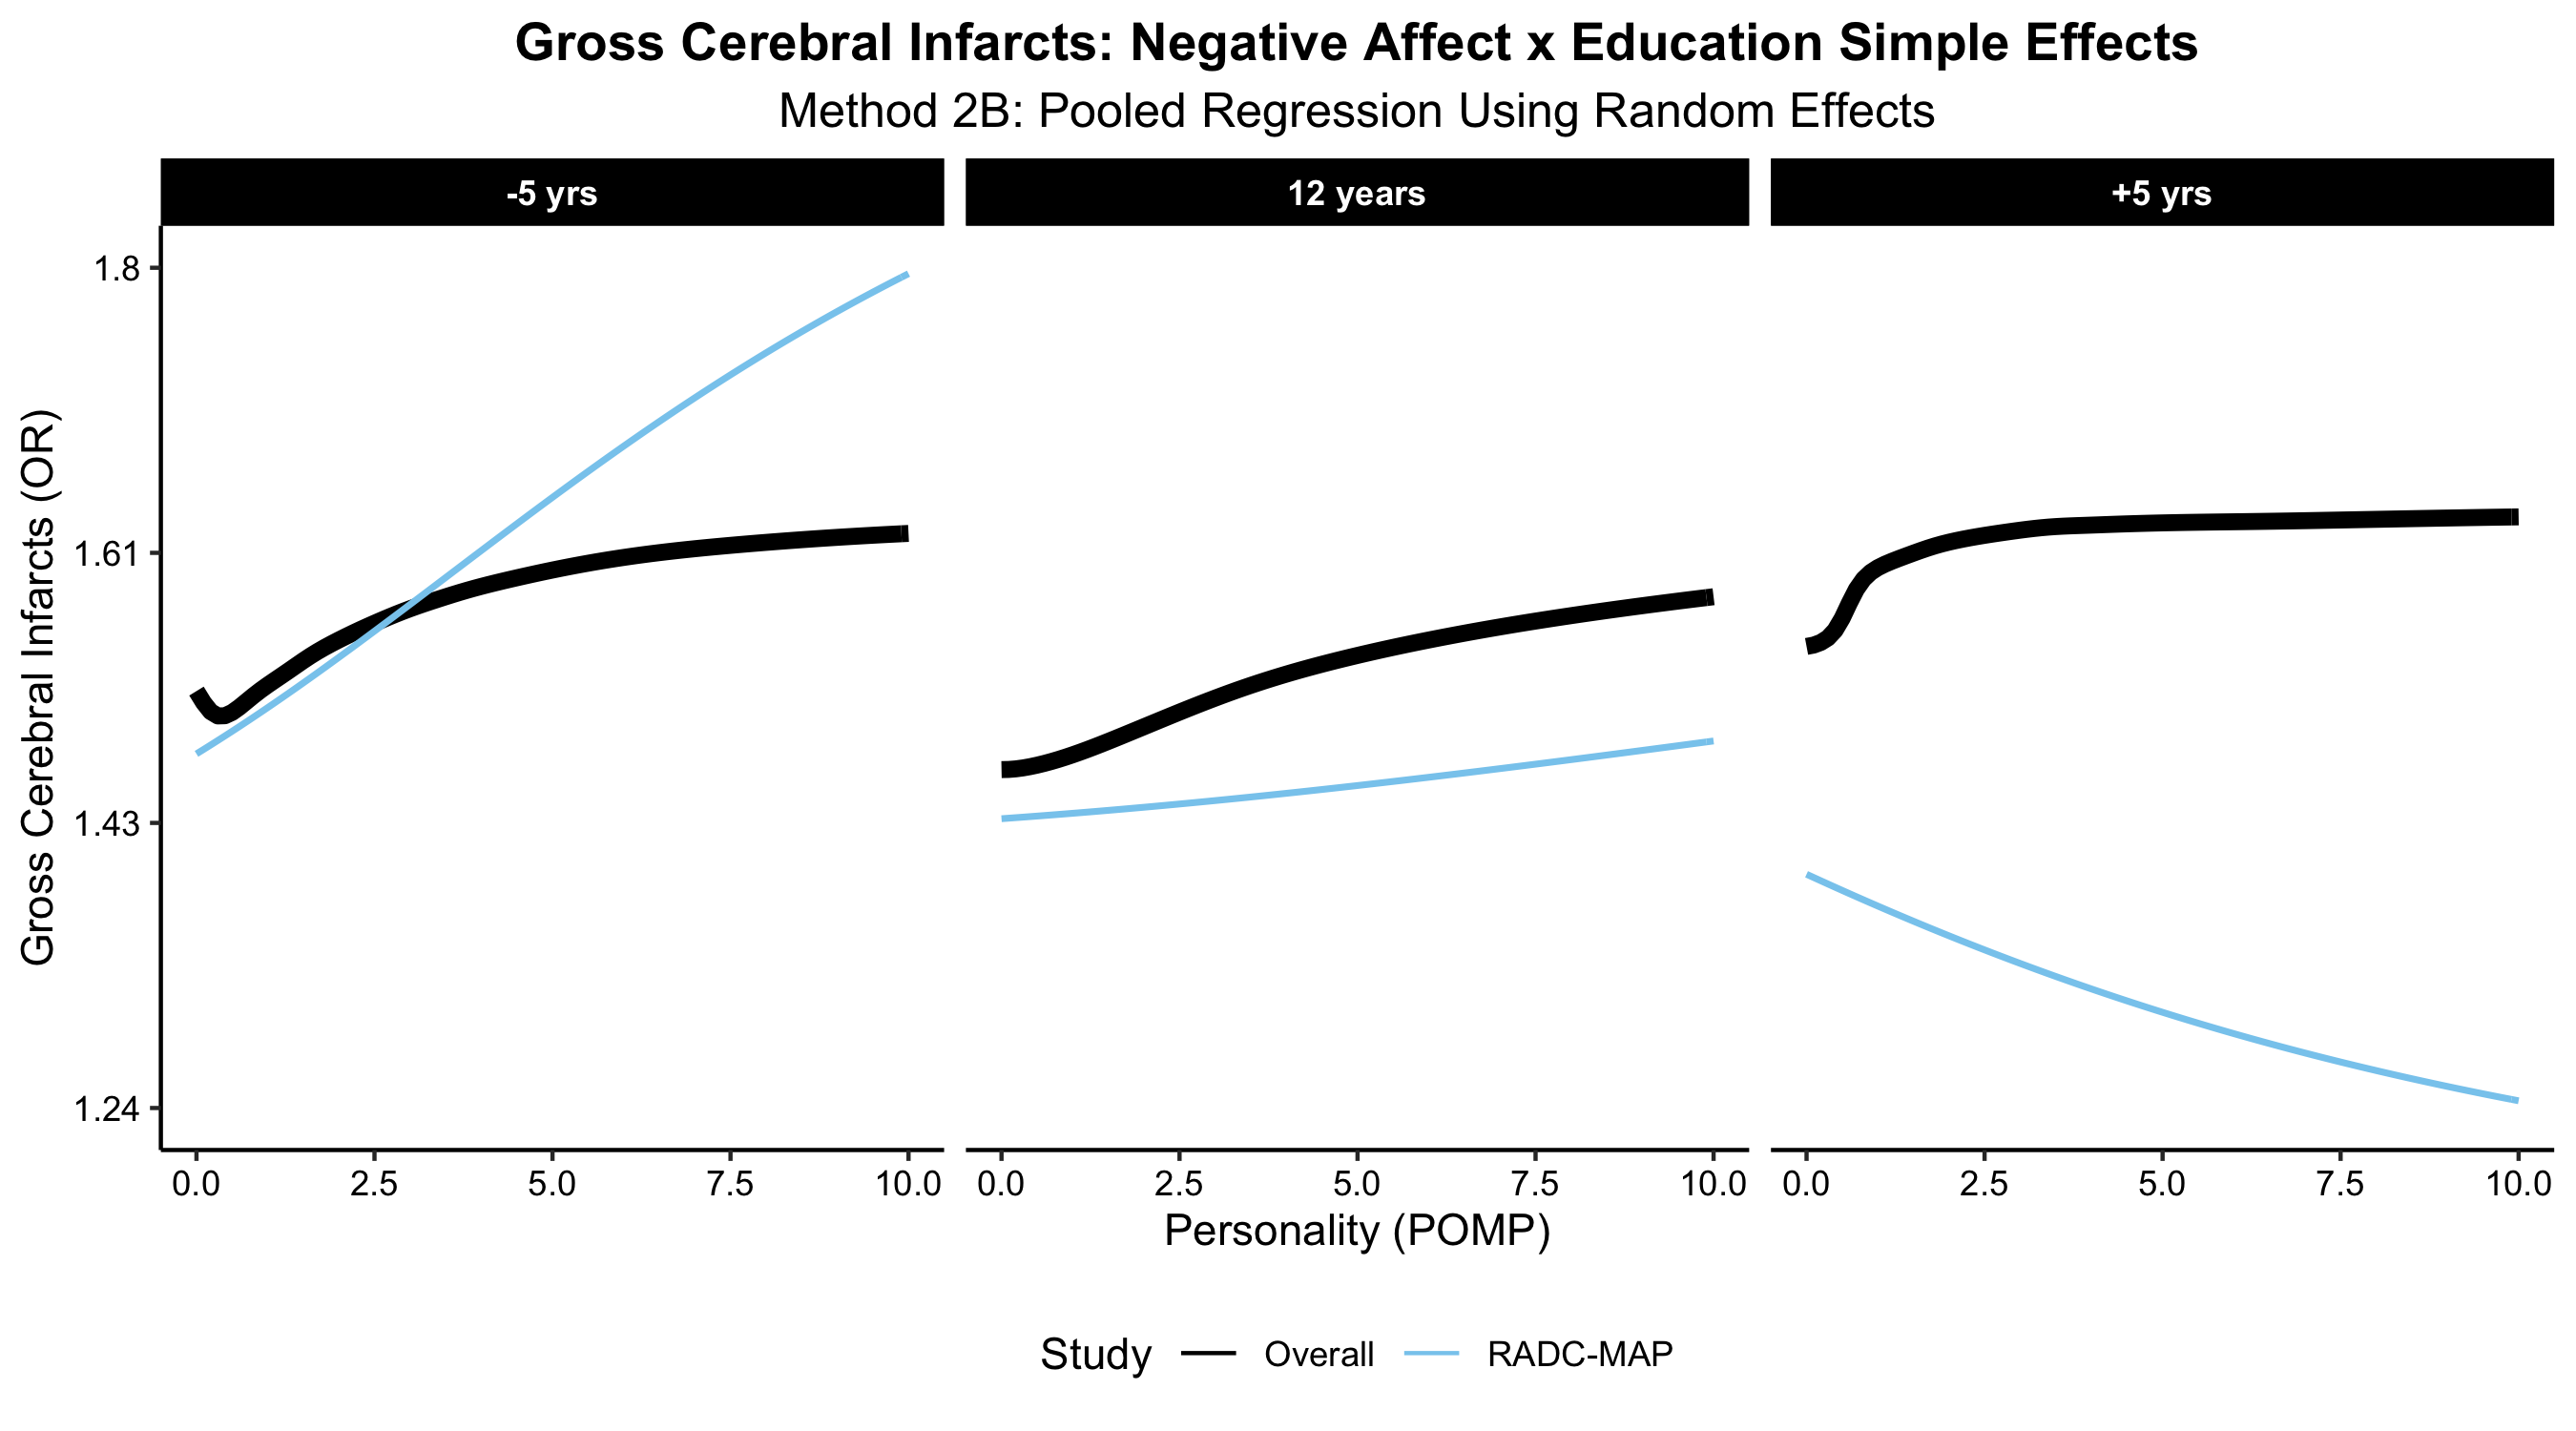 Gross Cerebral Infarcts: Negative Affect x Education Simple Effects
Method 2B: Pooled Regression Using Random Effects
-5 yrs
12 years
+5 yrs
Gross Cerebral Infarcts (OR)
1.8
1.61
1.43
1.24
0.0 2.5 5.0 7.5 10.0
0.0 2.5 5.0 7.5 10.0
0.0 2.5 5.0 7.5 10.0
Personality (POMP)
Study Overall RADC-MAP